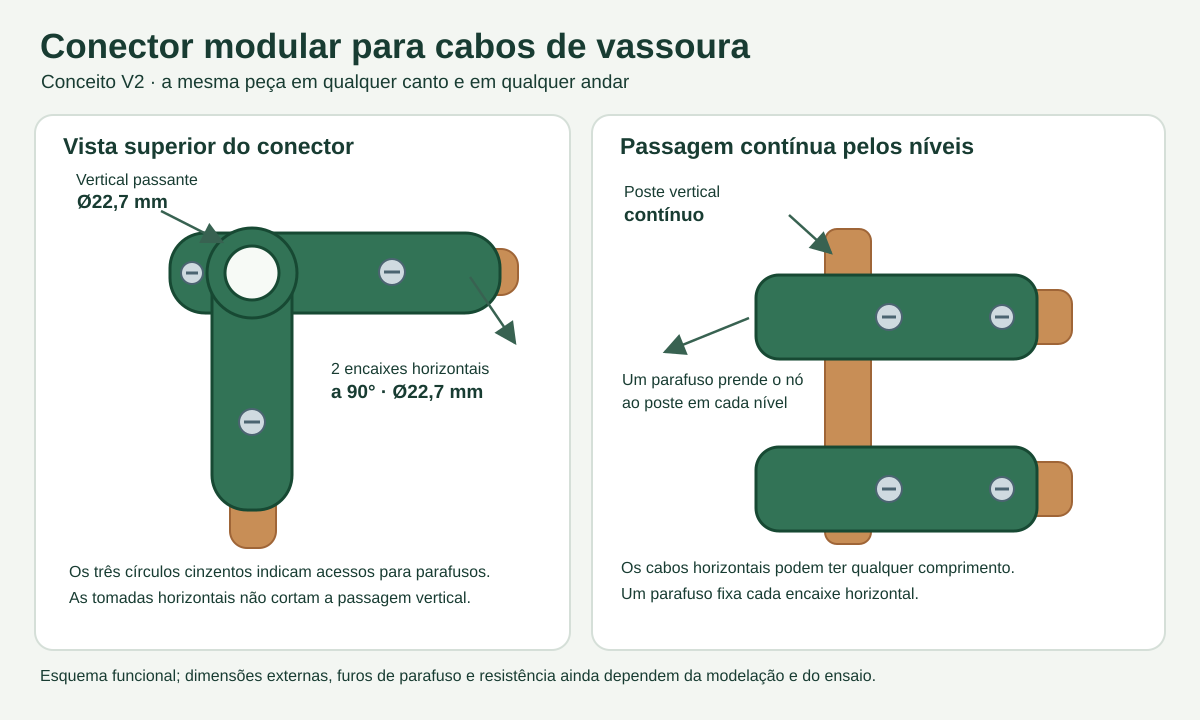 Conector modular para cabos de vassoura
Conceito V2 · a mesma peça em qualquer canto e em qualquer andar
Vista superior do conector
Vertical passante
Ø22,7 mm
2 encaixes horizontais
a 90° · Ø22,7 mm
Os três círculos cinzentos indicam acessos para parafusos.
As tomadas horizontais não cortam a passagem vertical.
Passagem contínua pelos níveis
Poste vertical
contínuo
Um parafuso prende o nó
ao poste em cada nível
Os cabos horizontais podem ter qualquer comprimento.
Um parafuso fixa cada encaixe horizontal.
Esquema funcional; dimensões externas, furos de parafuso e resistência ainda dependem da modelação e do ensaio.